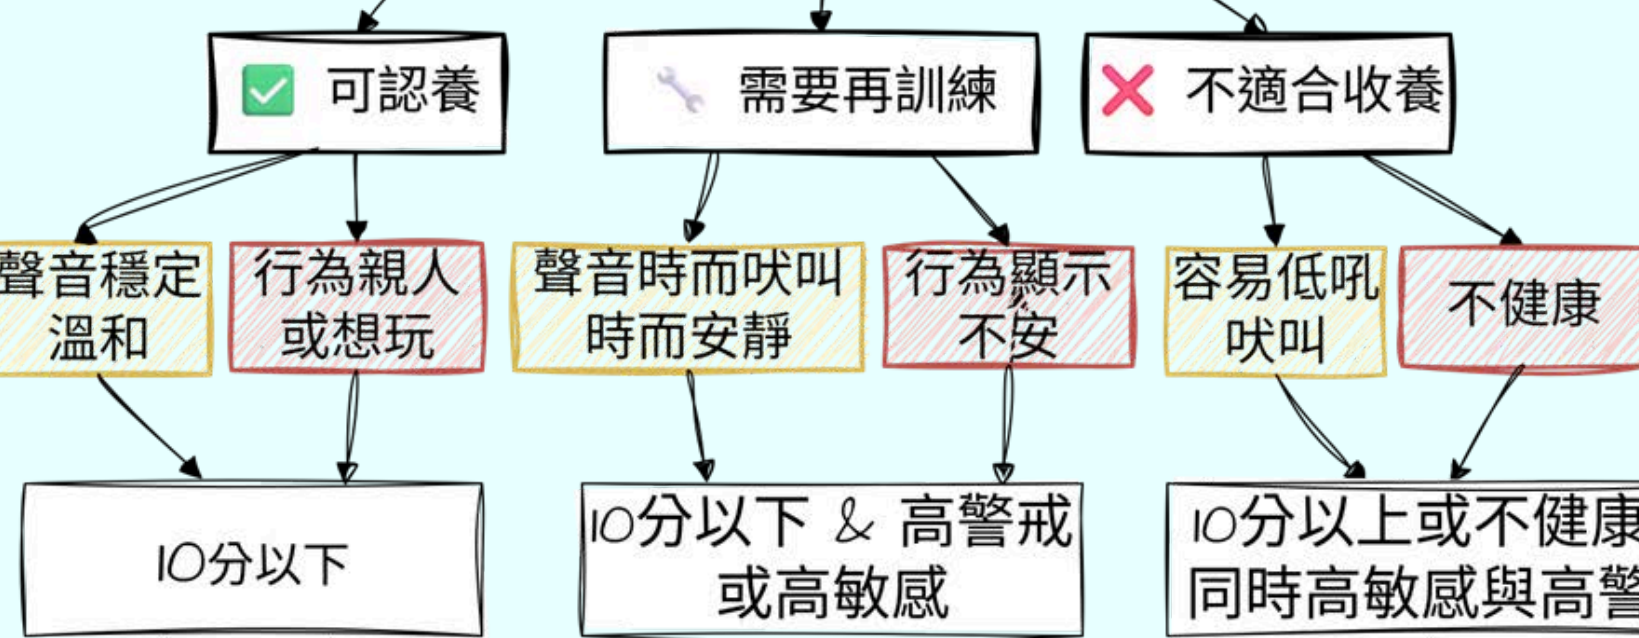 ✅ 可認養
🔧 需要再訓練
❌ 不適合收養
聲音穩定
溫和
行為親人
或想玩
聲音時而吠叫
時而安靜
行為顯示
不安
容易低吼
吠叫
不健康
10分以下
10分以下 & 高警戒
或高敏感
10分以上或不健康
同時高敏感與高警